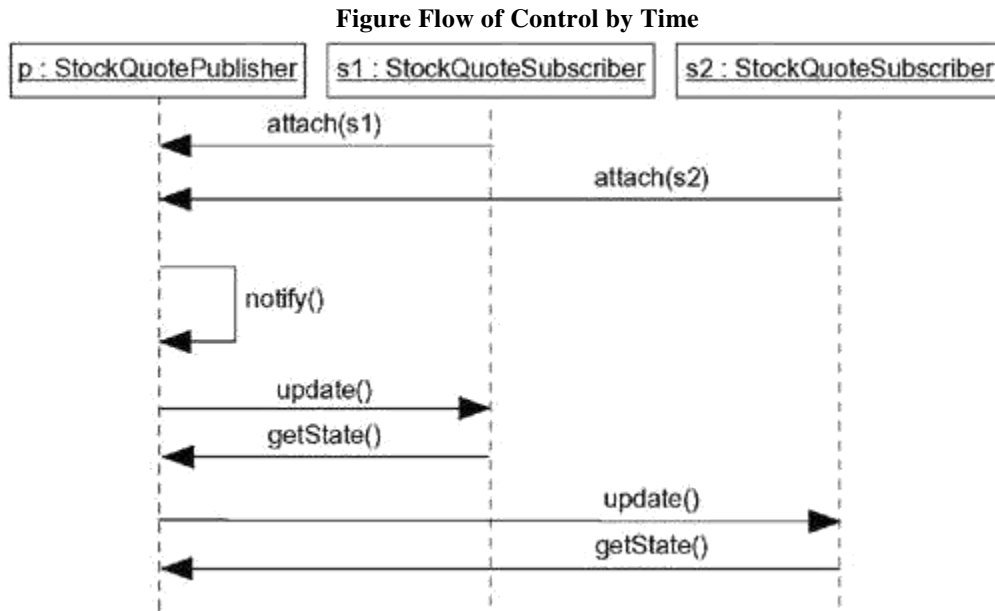 Figure Flow of Control by Time
p : StockQuotePublisher
s1 : StockQuoteSubscriber
s2 : StockQuoteSubscriber
attach(s1)
attach(s2)
notify()
update()
getState()
update()
getState()